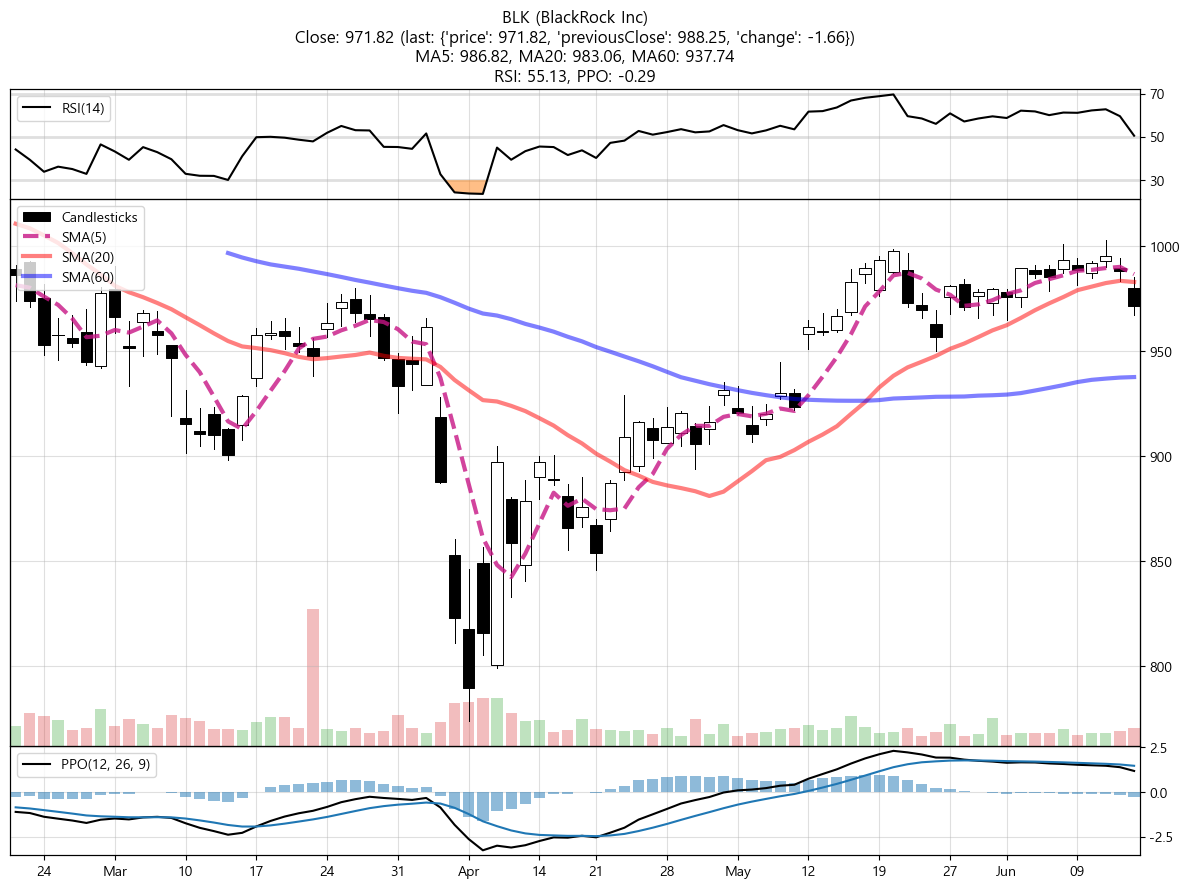 BLK (BlackRock Inc)
Close: 971.82 (last: {'price': 971.82, 'previousClose': 988.25, 'change': -1.66})
MA5: 986.82, MA20: 983.06, MA60: 937.74
RSI: 55.13, PPO: -0.29
RSI(14)
70
50
30
Candlesticks
SMA(5)
SMA(20)
SMA(60)
1000
950
900
850
800
PPO(12, 26, 9)
2.5
0.0
-2.5
24 Mar 10 17 24 31 Apr 14 21 28 May 12 19 27 Jun 09